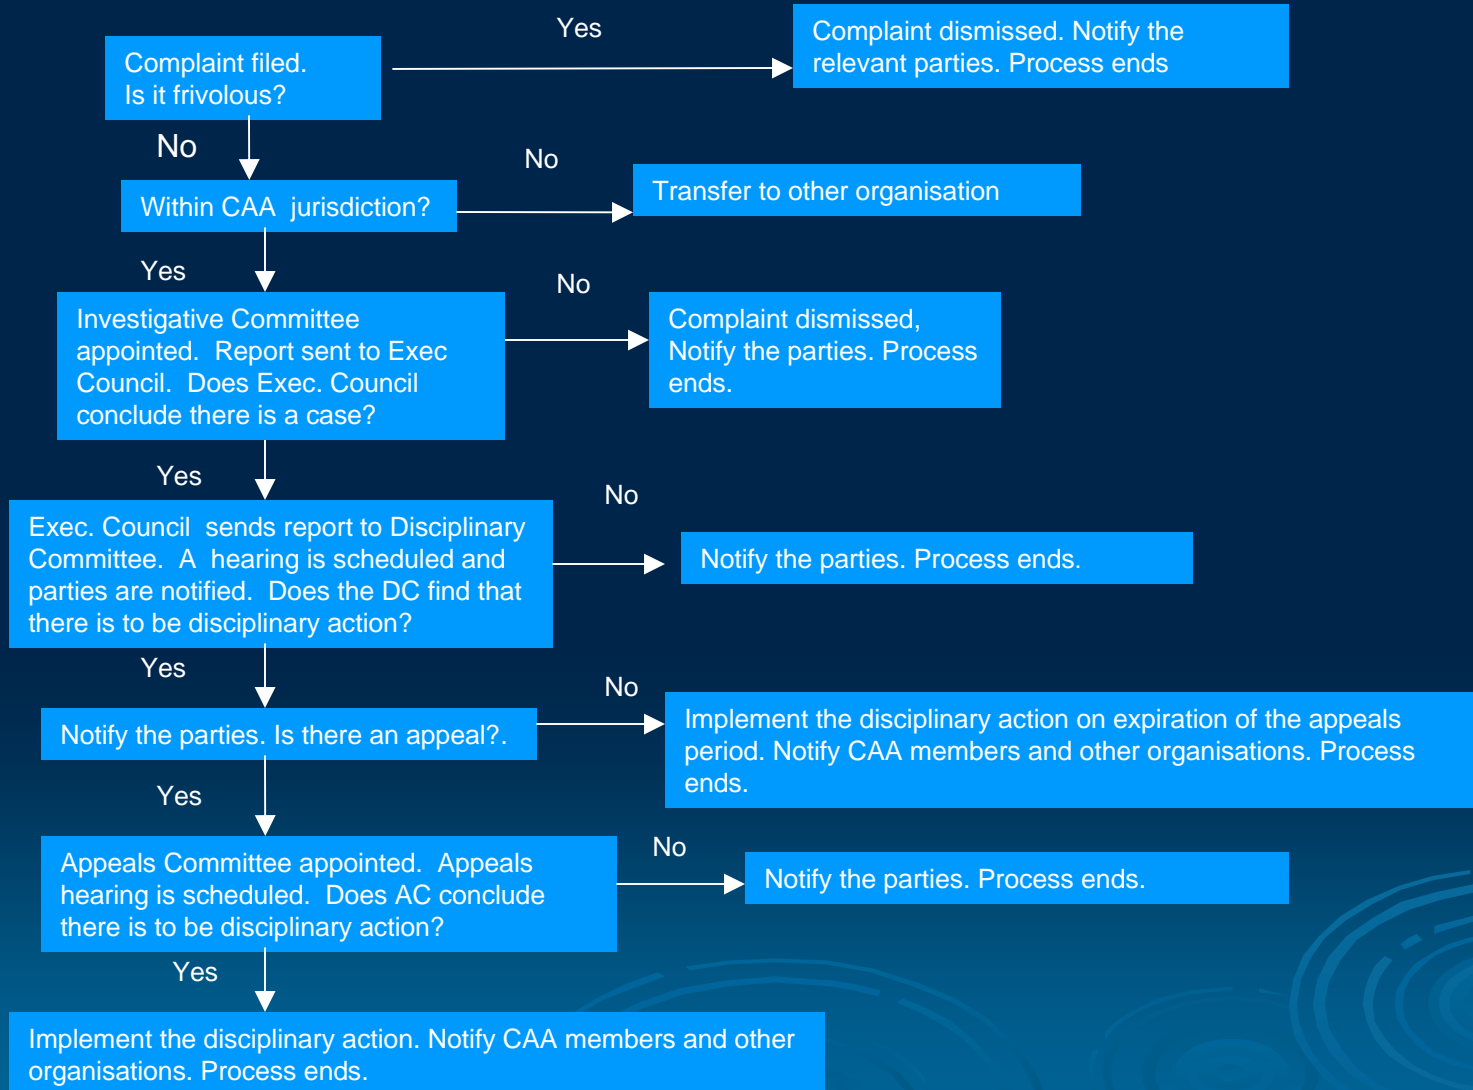 Yes
Complaint filed.
Is it frivolous?
Complaint dismissed. Notify the
relevant parties. Process ends
No
No
Within CAA  jurisdiction?
Transfer to other organisation
Yes
No
Investigative Committee
appointed.  Report sent to Exec
Council.  Does Exec. Council
conclude there is a case?
Complaint dismissed,
Notify the parties. Process
ends.
Yes
No
Exec. Council  sends report to Disciplinary
Committee.  A  hearing is scheduled and
parties are notified.  Does the DC find that
there is to be disciplinary action?
Notify the parties. Process ends.
Yes
No
Notify the parties. Is there an appeal?.
Implement the disciplinary action on expiration of the appeals
period. Notify CAA members and other organisations. Process
ends.
Yes
No
Appeals Committee appointed.  Appeals
hearing is scheduled.  Does AC conclude
there is to be disciplinary action?
Notify the parties. Process ends.
Yes
Implement the disciplinary action. Notify CAA members and other
organisations. Process ends.